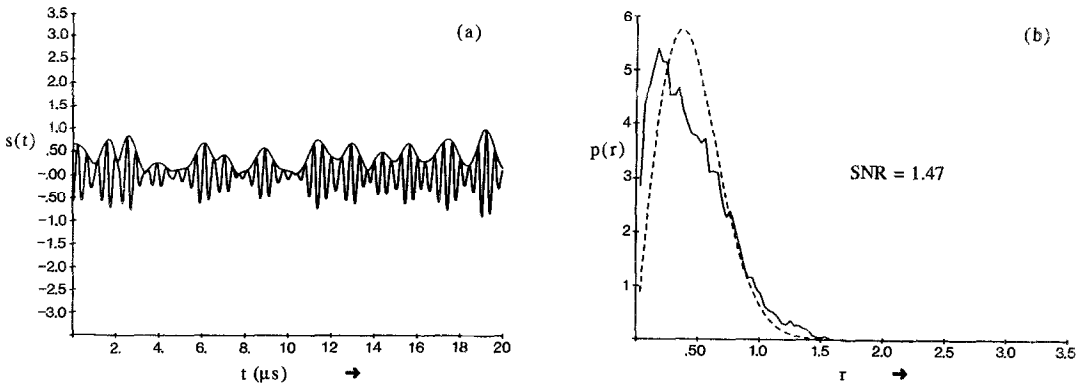 (a)
3.5
3.0
2.5
2.0
1.5
1.0
.50
-.00
-.50
-1.0
-1.5
-2.0
-2.5
-3.0
s(t)
2. 4. 6. 8. 10 12 14 16 18 20
t (μs) →
(b)
6
5
4
3
2
1
p(r)
SNR = 1.47
.50 1.0 1.5 2.0 2.5 3.0 3.5
r →